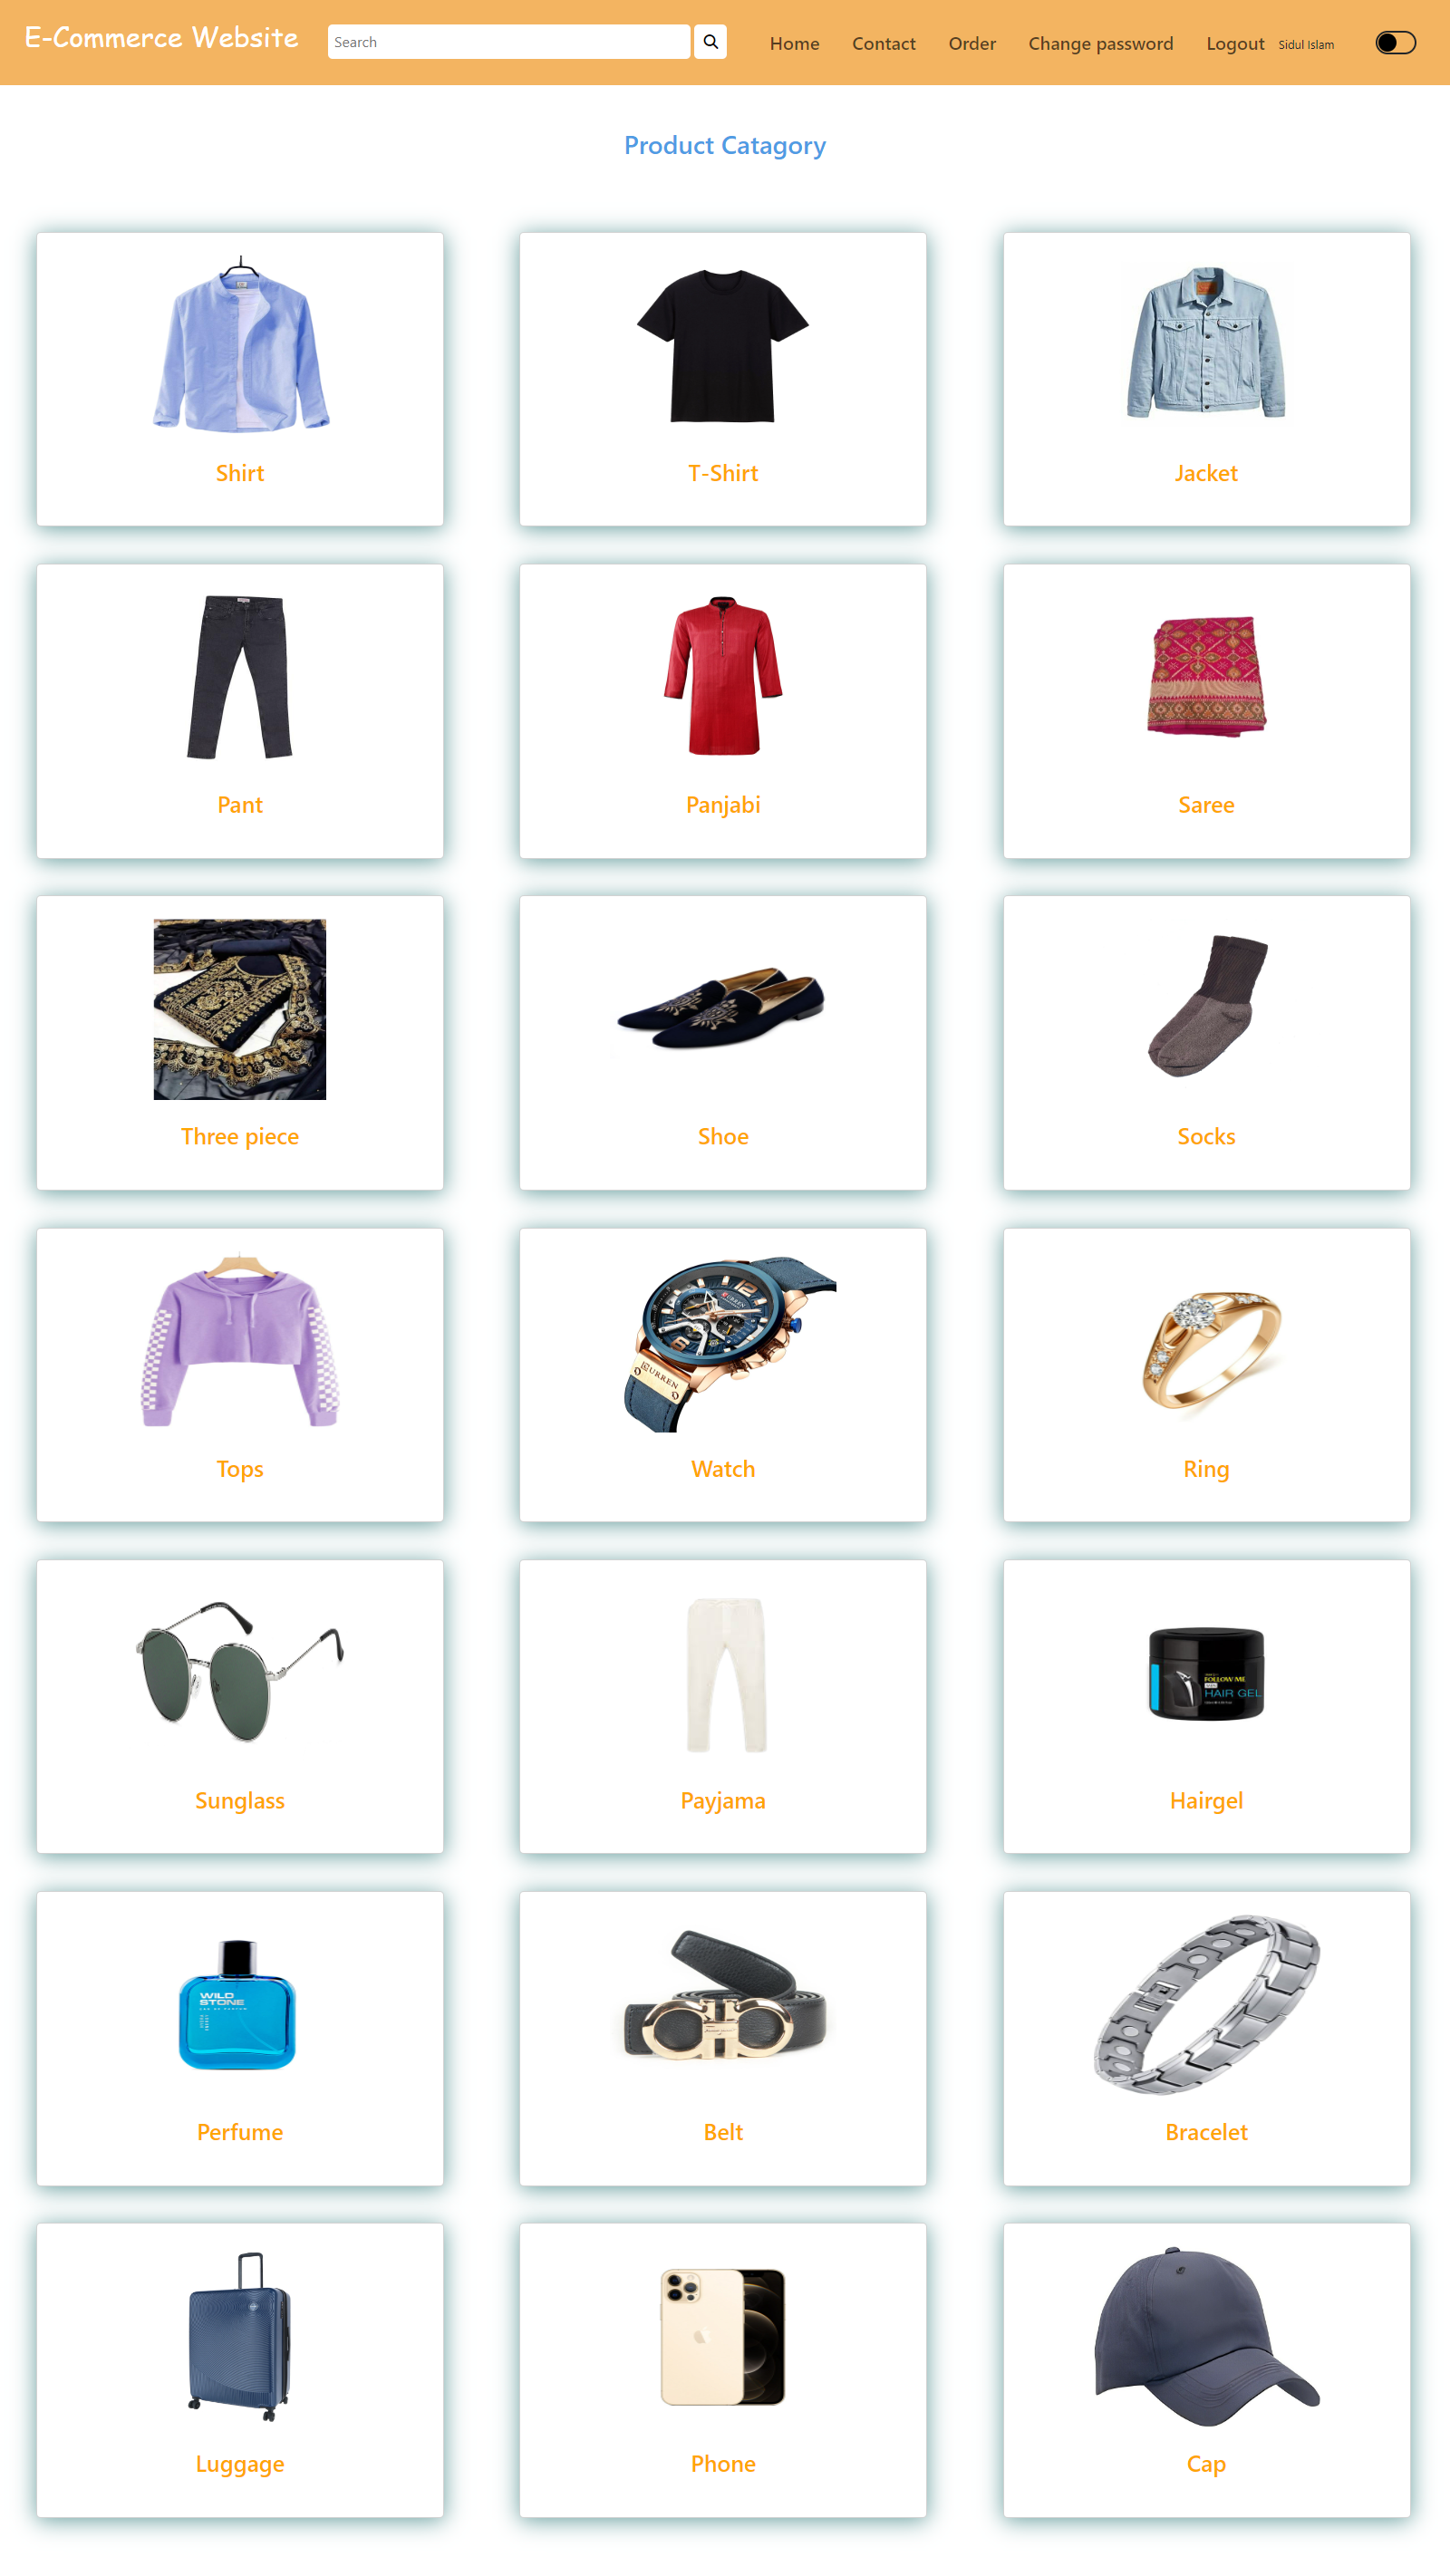 E-Commerce Website
Search
Home Contact Order Change password Logout Sidul Islam
Product Catagory
Shirt T-Shirt Jacket
Pant Panjabi Saree
Three piece Shoe Socks
CURREN
CURREN
Tops Watch Ring
FOLLOW ME
HAIR GEL
Sunglass Payjama Hairgel
WILD
STONE
Perfume Belt Bracelet
Luggage Phone Cap